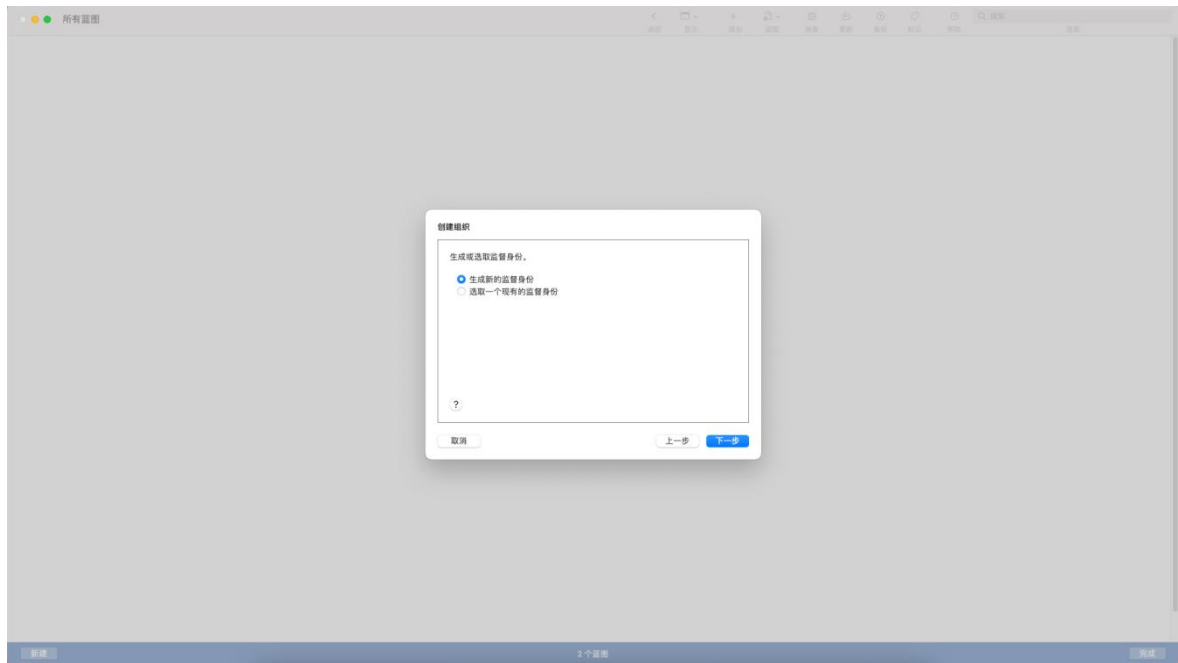 所有蓝图
搜索
创建组织
生成或选取监督身份。
生成新的监督身份
选取一个现有的监督身份
?
取消
上一步
下一步
新建
2 个蓝图
完成